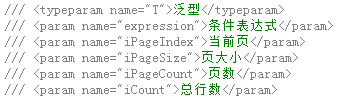 /// <typeparam name="T">泛型</typeparam>
/// <param name="expression">条件表达式</param>
/// <param name="iPageIndex">当前页</param>
/// <param name="iPageSize">页大小</param>
/// <param name="iPageCount">页数</param>
/// <param name="iCount">总行数</param>